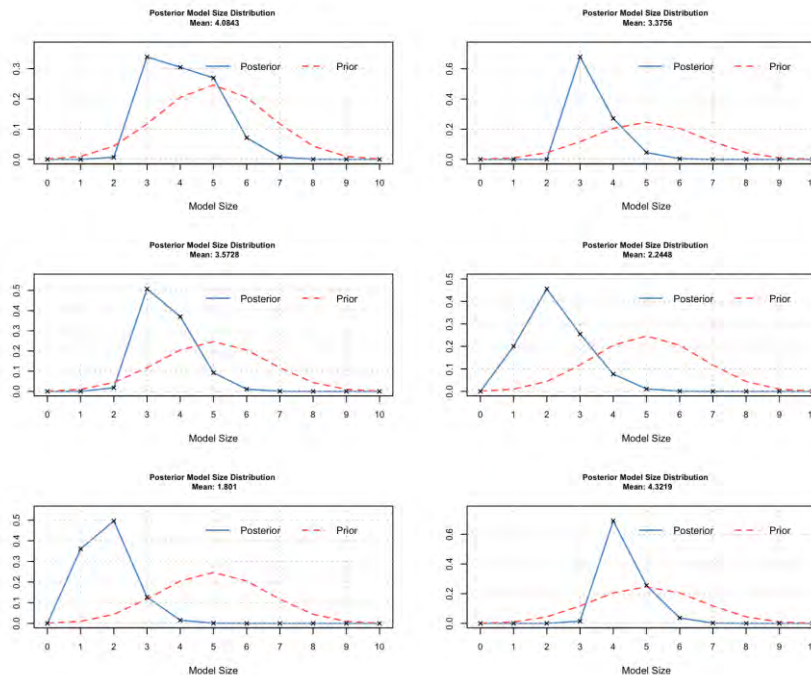 Posterior Model Size Distribution
Mean: 4.0843
Posterior Prior
0.3
0.2
0.1
0.0
0 1 2 3 4 5 6 7 8 9 10
Model Size
Posterior Model Size Distribution
Mean: 3.3756
Posterior Prior
0.6
0.4
0.2
0.0
0 1 2 3 4 5 6 7 8 9 1
Model Size
Posterior Model Size Distribution
Mean: 3.5728
Posterior Prior
0.5
0.4
0.3
0.2
0.1
0.0
0 1 2 3 4 5 6 7 8 9 10
Model Size
Posterior Model Size Distribution
Mean: 2.2448
Posterior Prior
0.5
0.4
0.3
0.2
0.1
0.0
0 1 2 3 4 5 6 7 8 9 1
Model Size
Posterior Model Size Distribution
Mean: 1.801
Posterior Prior
0.5
0.4
0.3
0.2
0.1
0.0
0 1 2 3 4 5 6 7 8 9 10
Model Size
Posterior Model Size Distribution
Mean: 4.3219
Posterior Prior
0.6
0.4
0.2
0.0
0 1 2 3 4 5 6 7 8 9 1
Model Size